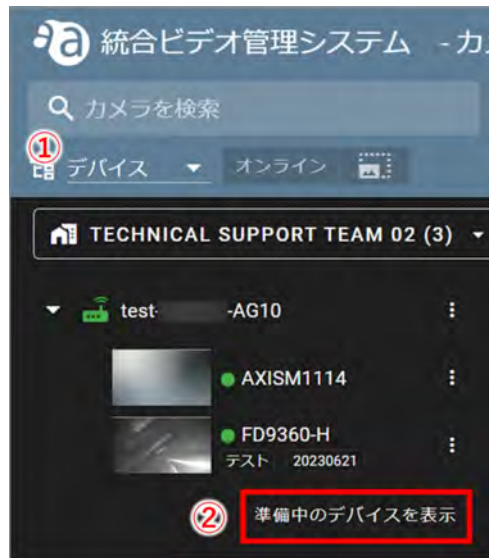 aa 統合ビデオ管理システム - カメ
カメラを検索
①
デバイス オンライン
TECHNICAL SUPPORT TEAM 02 (3)
test- -AG10
AXISM1114
FD9360-H
テスト 20230621
② 準備中のデバイスを表示